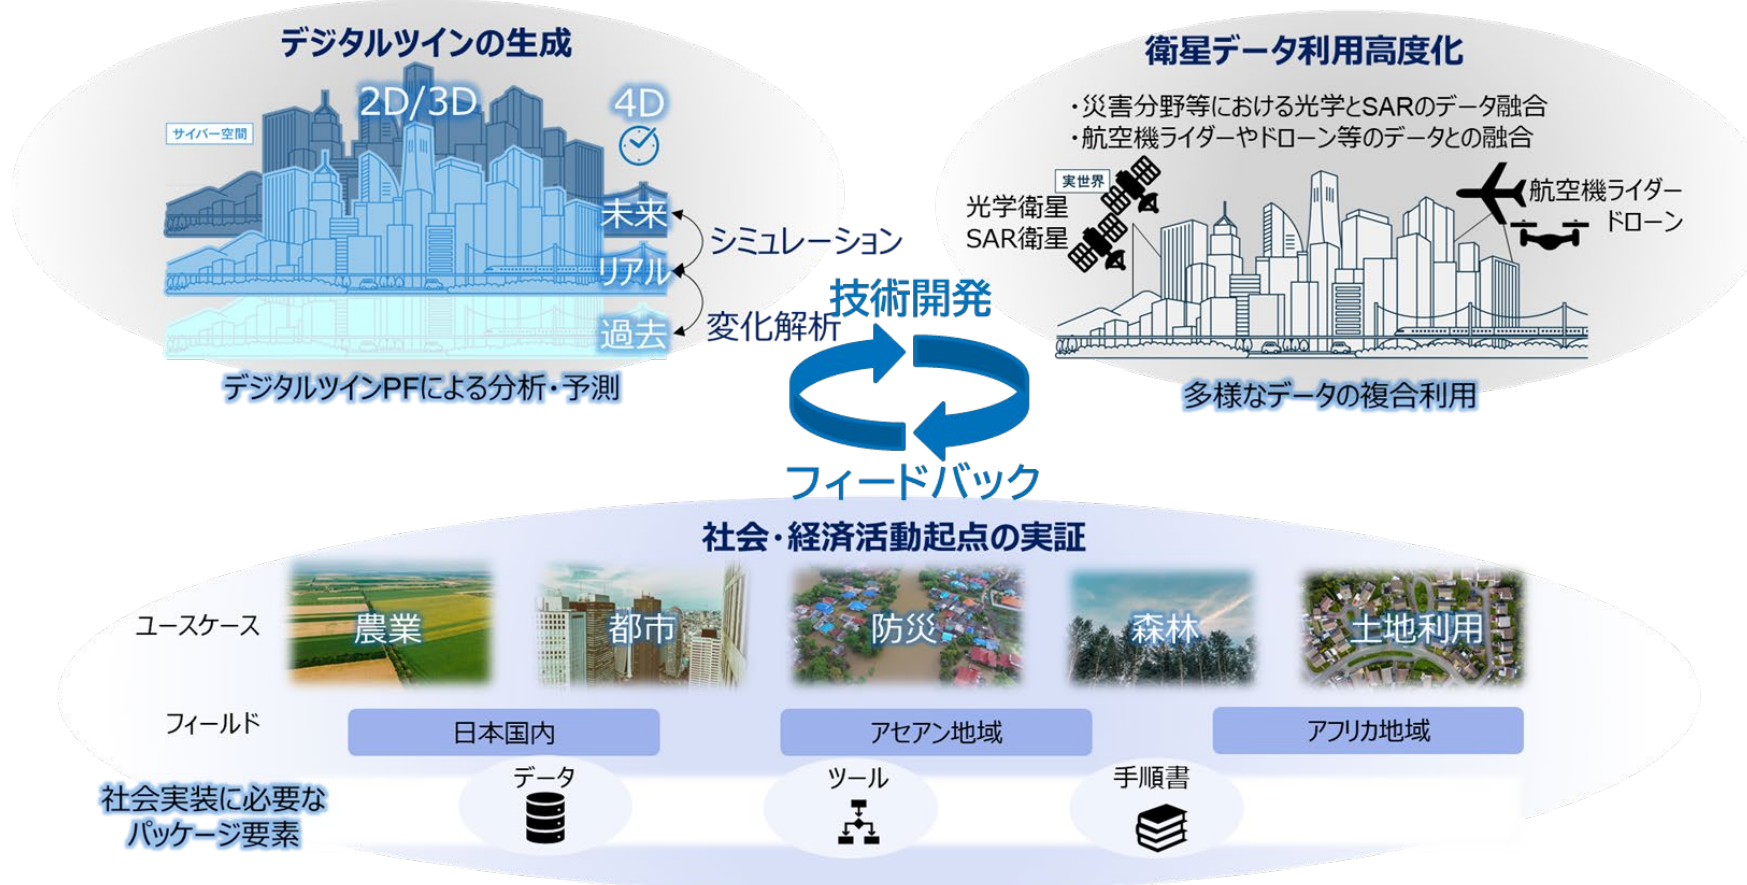 デジタルツインの生成
2D/3D
4D
サイバー空間
未来
リアル
過去
シミュレーション
変化解析
デジタルツインPFによる分析・予測
衛星データ利用高度化
・災害分野等における光学とSARのデータ融合
・航空機ライダーやドローン等のデータとの融合
実世界
光学衛星
SAR衛星
航空機ライダー
ドローン
多様なデータの複合利用
技術開発
フィードバック
社会・経済活動起点の実証
ユースケース
農業
都市
防災
森林
土地利用
フィールド
日本国内
アセアン地域
アフリカ地域
社会実装に必要な
パッケージ要素
データ
ツール
手順書